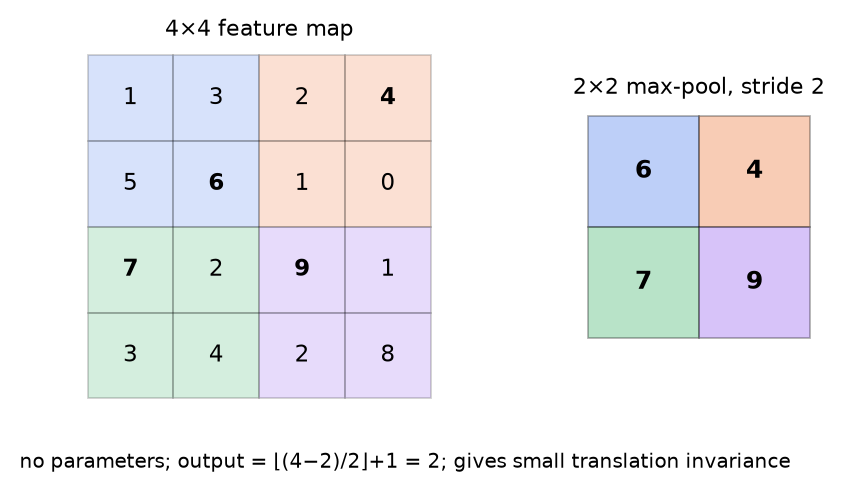 4×4 feature map
1 3 2 4
5 6 1 0
7 2 9 1
3 4 2 8
2×2 max-pool, stride 2
6 4
7 9
no parameters; output = ⌊(4−2)/2⌋+1 = 2; gives small translation invariance